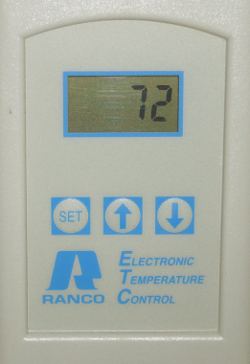 72
SET
RANCO
ELECTRONIC
TEMPERATURE
CONTROL